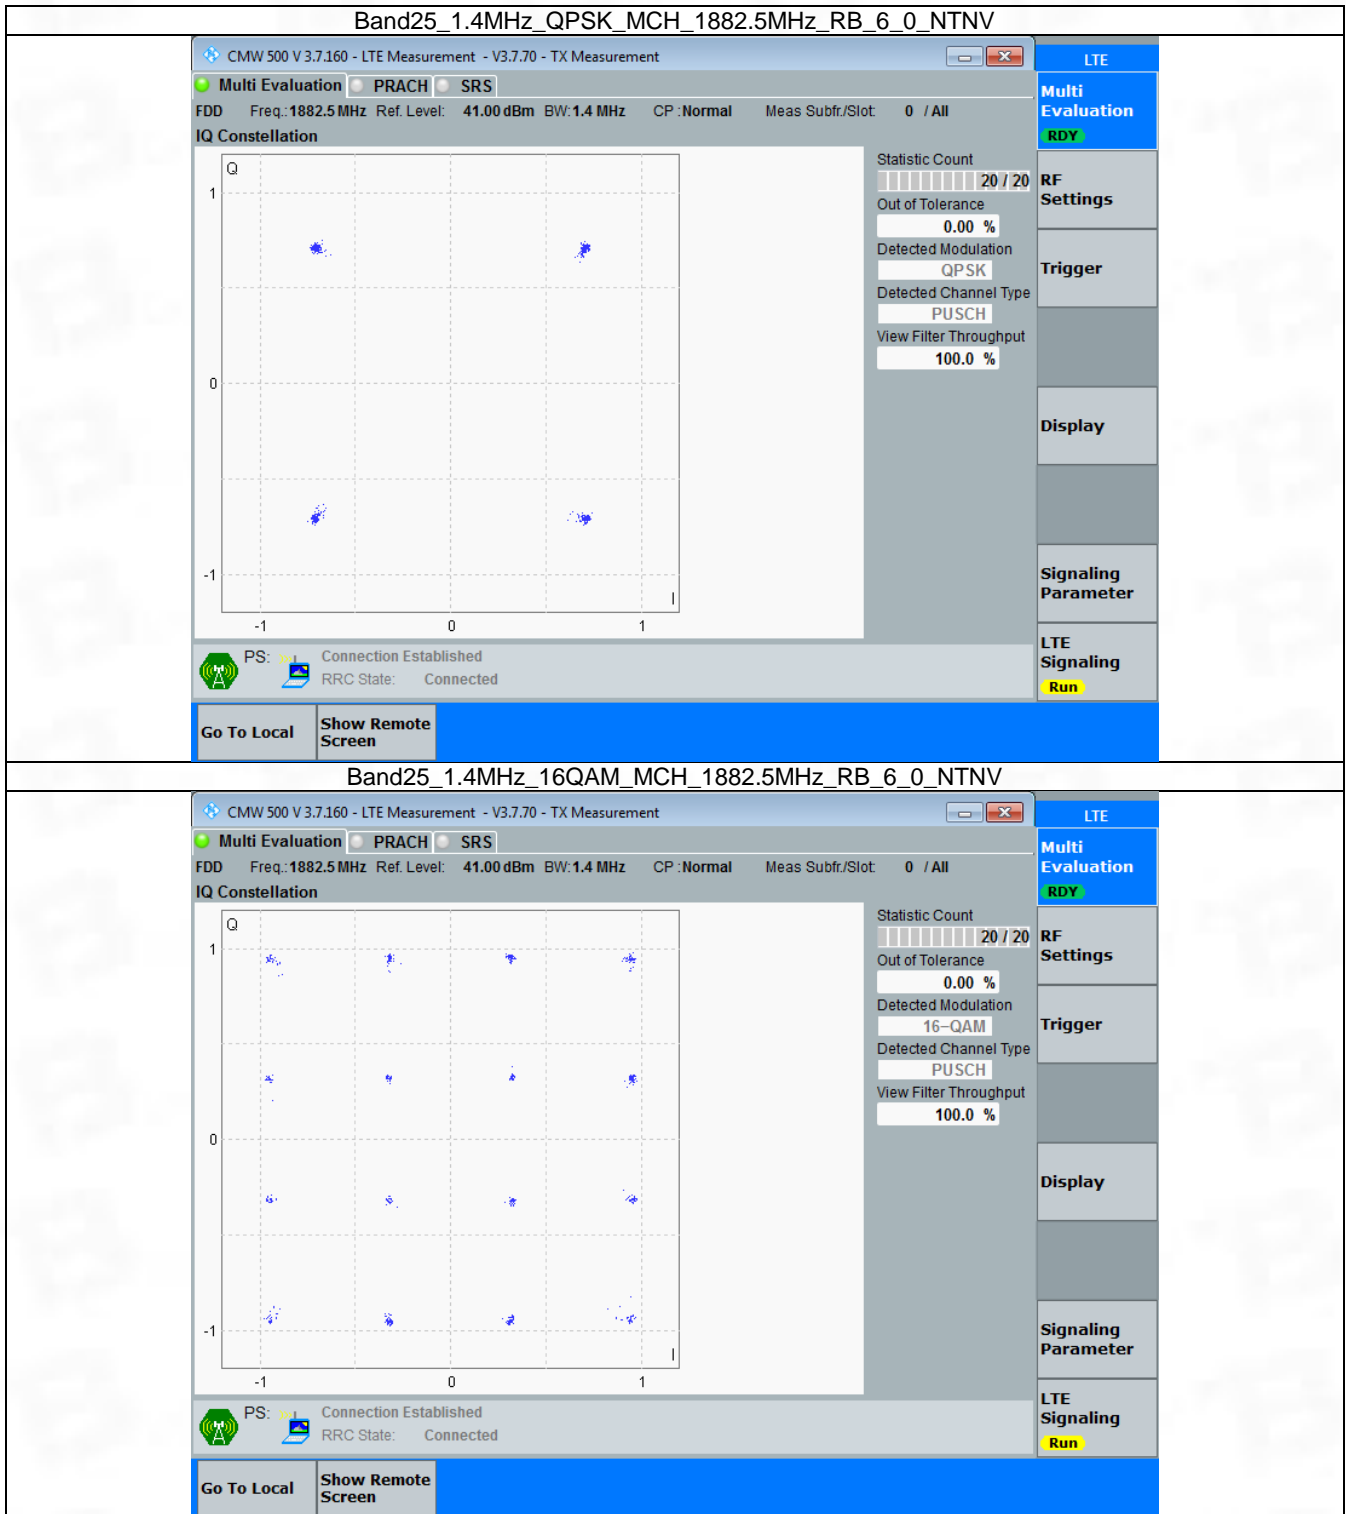 Band25_1.4MHz_QPSK_MCH_1882.5MHz_RB_6_0_NTNV
CMW 500 V 3.7.160 - LTE Measurement - V3.7.70 - TX Measurement
LTE
Multi Evaluation PRACH SRS
Multi
Evaluation
RDY
FDD Freq.:1882.5 MHz Ref. Level: 41.00 dBm BW:1.4 MHz CP :Normal Meas Subfr./Slot: 0 / All
IQ Constellation
Q
1
0
-1
-1 0 1
I
Statistic Count
20 / 20
Out of Tolerance
0.00 %
Detected Modulation
QPSK
Detected Channel Type
PUSCH
View Filter Throughput
100.0 %
RF
Settings
Trigger
Display
Signaling
Parameter
LTE
Signaling
Run
PS: Connection Established
RRC State: Connected
Go To Local
Show Remote
Screen
Band25_1.4MHz_16QAM_MCH_1882.5MHz_RB_6_0_NTNV
CMW 500 V 3.7.160 - LTE Measurement - V3.7.70 - TX Measurement
LTE
Multi Evaluation PRACH SRS
Multi
Evaluation
RDY
FDD Freq.:1882.5 MHz Ref. Level: 41.00 dBm BW:1.4 MHz CP :Normal Meas Subfr./Slot: 0 / All
IQ Constellation
Q
1
0
-1
-1 0 1
I
Statistic Count
20 / 20
Out of Tolerance
0.00 %
Detected Modulation
16-QAM
Detected Channel Type
PUSCH
View Filter Throughput
100.0 %
RF
Settings
Trigger
Display
Signaling
Parameter
LTE
Signaling
Run
PS: Connection Established
RRC State: Connected
Go To Local
Show Remote
Screen